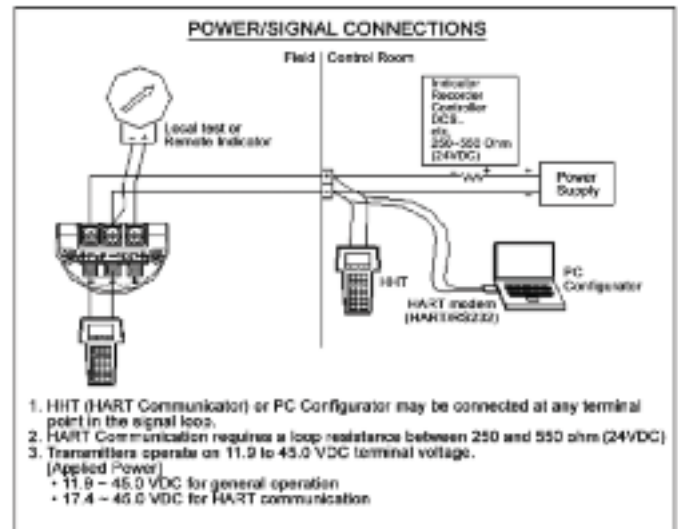 POWER/SIGNAL CONNECTIONS
Field | Control Room
Indicator
Recorder
Controller
DCS..
etc.
250~550 Ohm
(24VDC)
Local test or
Remote Indicator
Power
Supply
HHT
PC
Configurator
HART modem
(HART/RS232)
1. HHT (HART Communicator) or PC Configurator may be connected at any terminal
point in the signal loop.
2. HART Communication requires a loop resistance between 250 and 550 ohm (24VDC)
3. Transmitters operate on 11.9 to 45.0 VDC terminal voltage.
[Applied Power]
• 11.9 ~ 45.0 VDC for general operation
• 17.4 ~ 45.0 VDC for HART communication